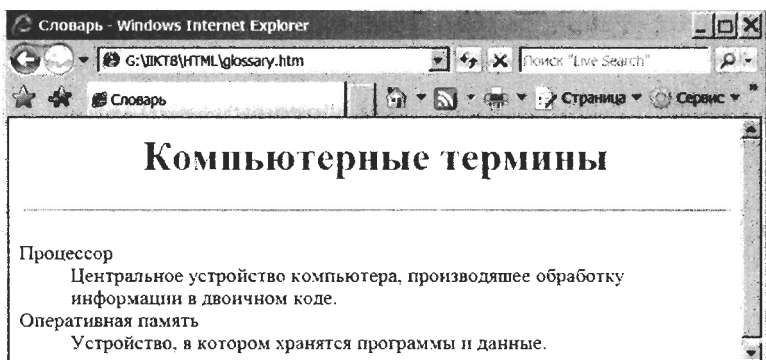 Словарь - Windows Internet Explorer
G:\ИКТ8\HTML\glossary.htm
Поиск "Live Search"
Словарь
Страница
Сервис
Компьютерные термины
Процессор
Центральное устройство компьютера, производящее обработку
информации в двоичном коде.
Оперативная память
Устройство, в котором хранятся программы и данные.